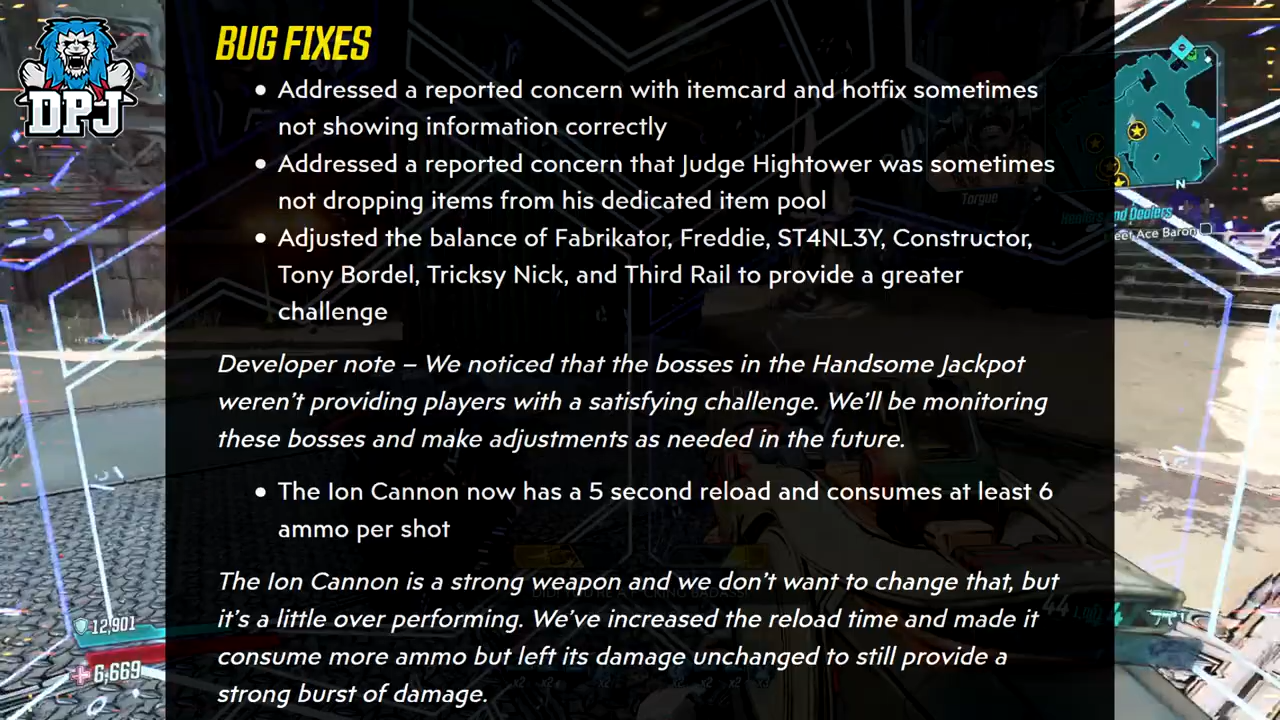 BUG FIXES
• Addressed a reported concern with itemcard and hotfix sometimes
not showing information correctly
• Addressed a reported concern that Judge Hightower was sometimes
not dropping items from his dedicated item pool
• Adjusted the balance of Fabrikator, Freddie, ST4NL3Y, Constructor,
Tony Bordel, Tricksy Nick, and Third Rail to provide a greater
challenge
Developer note – We noticed that the bosses in the Handsome Jackpot
weren't providing players with a satisfying challenge. We'll be monitoring
these bosses and make adjustments as needed in the future.
• The Ion Cannon now has a 5 second reload and consumes at least 6
ammo per shot
The Ion Cannon is a strong weapon and we don't want to change that, but
it's a little over performing. We've increased the reload time and made it
consume more ammo but left its damage unchanged to still provide a
strong burst of damage.
DPJ
Torgue
N
and Dealers
eet Ace Baron
12,901
6,669